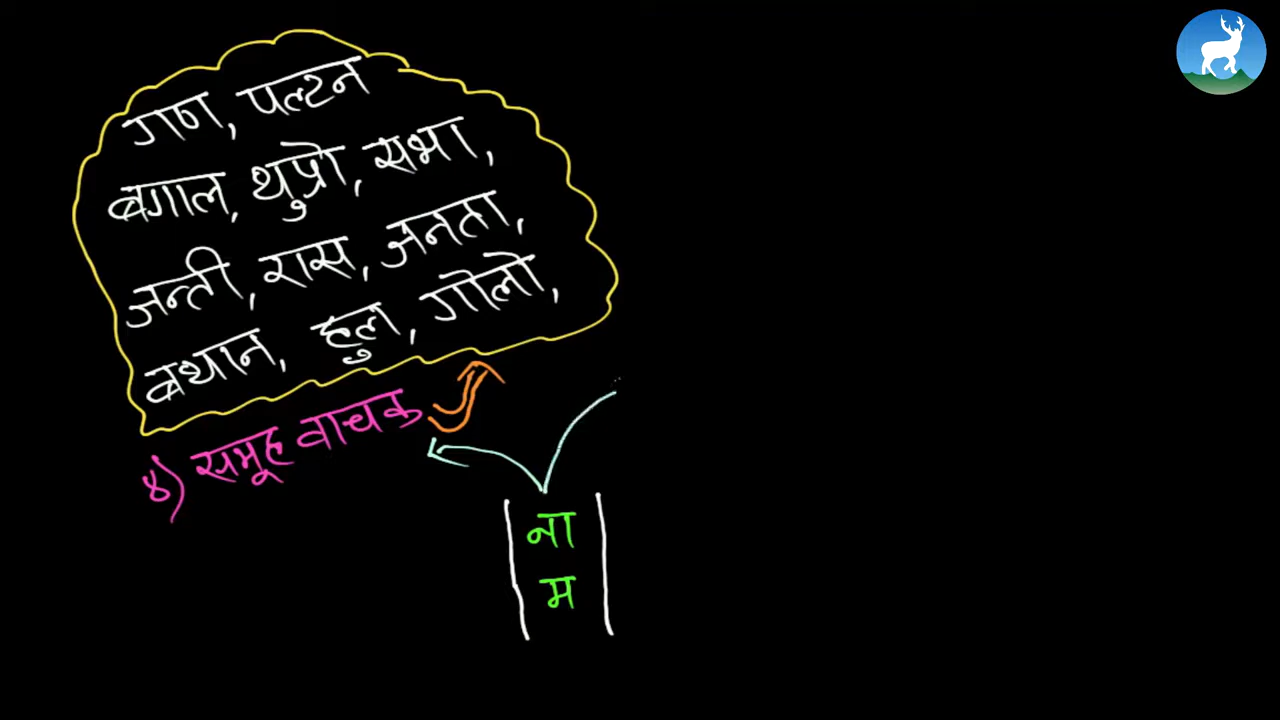 गण, पल्टन
बगाल, थुप्रो, सभा,
जन्ती, रास, जनता,
बथान, हुल, गोलो,
४) समूह वाचक
ना
म